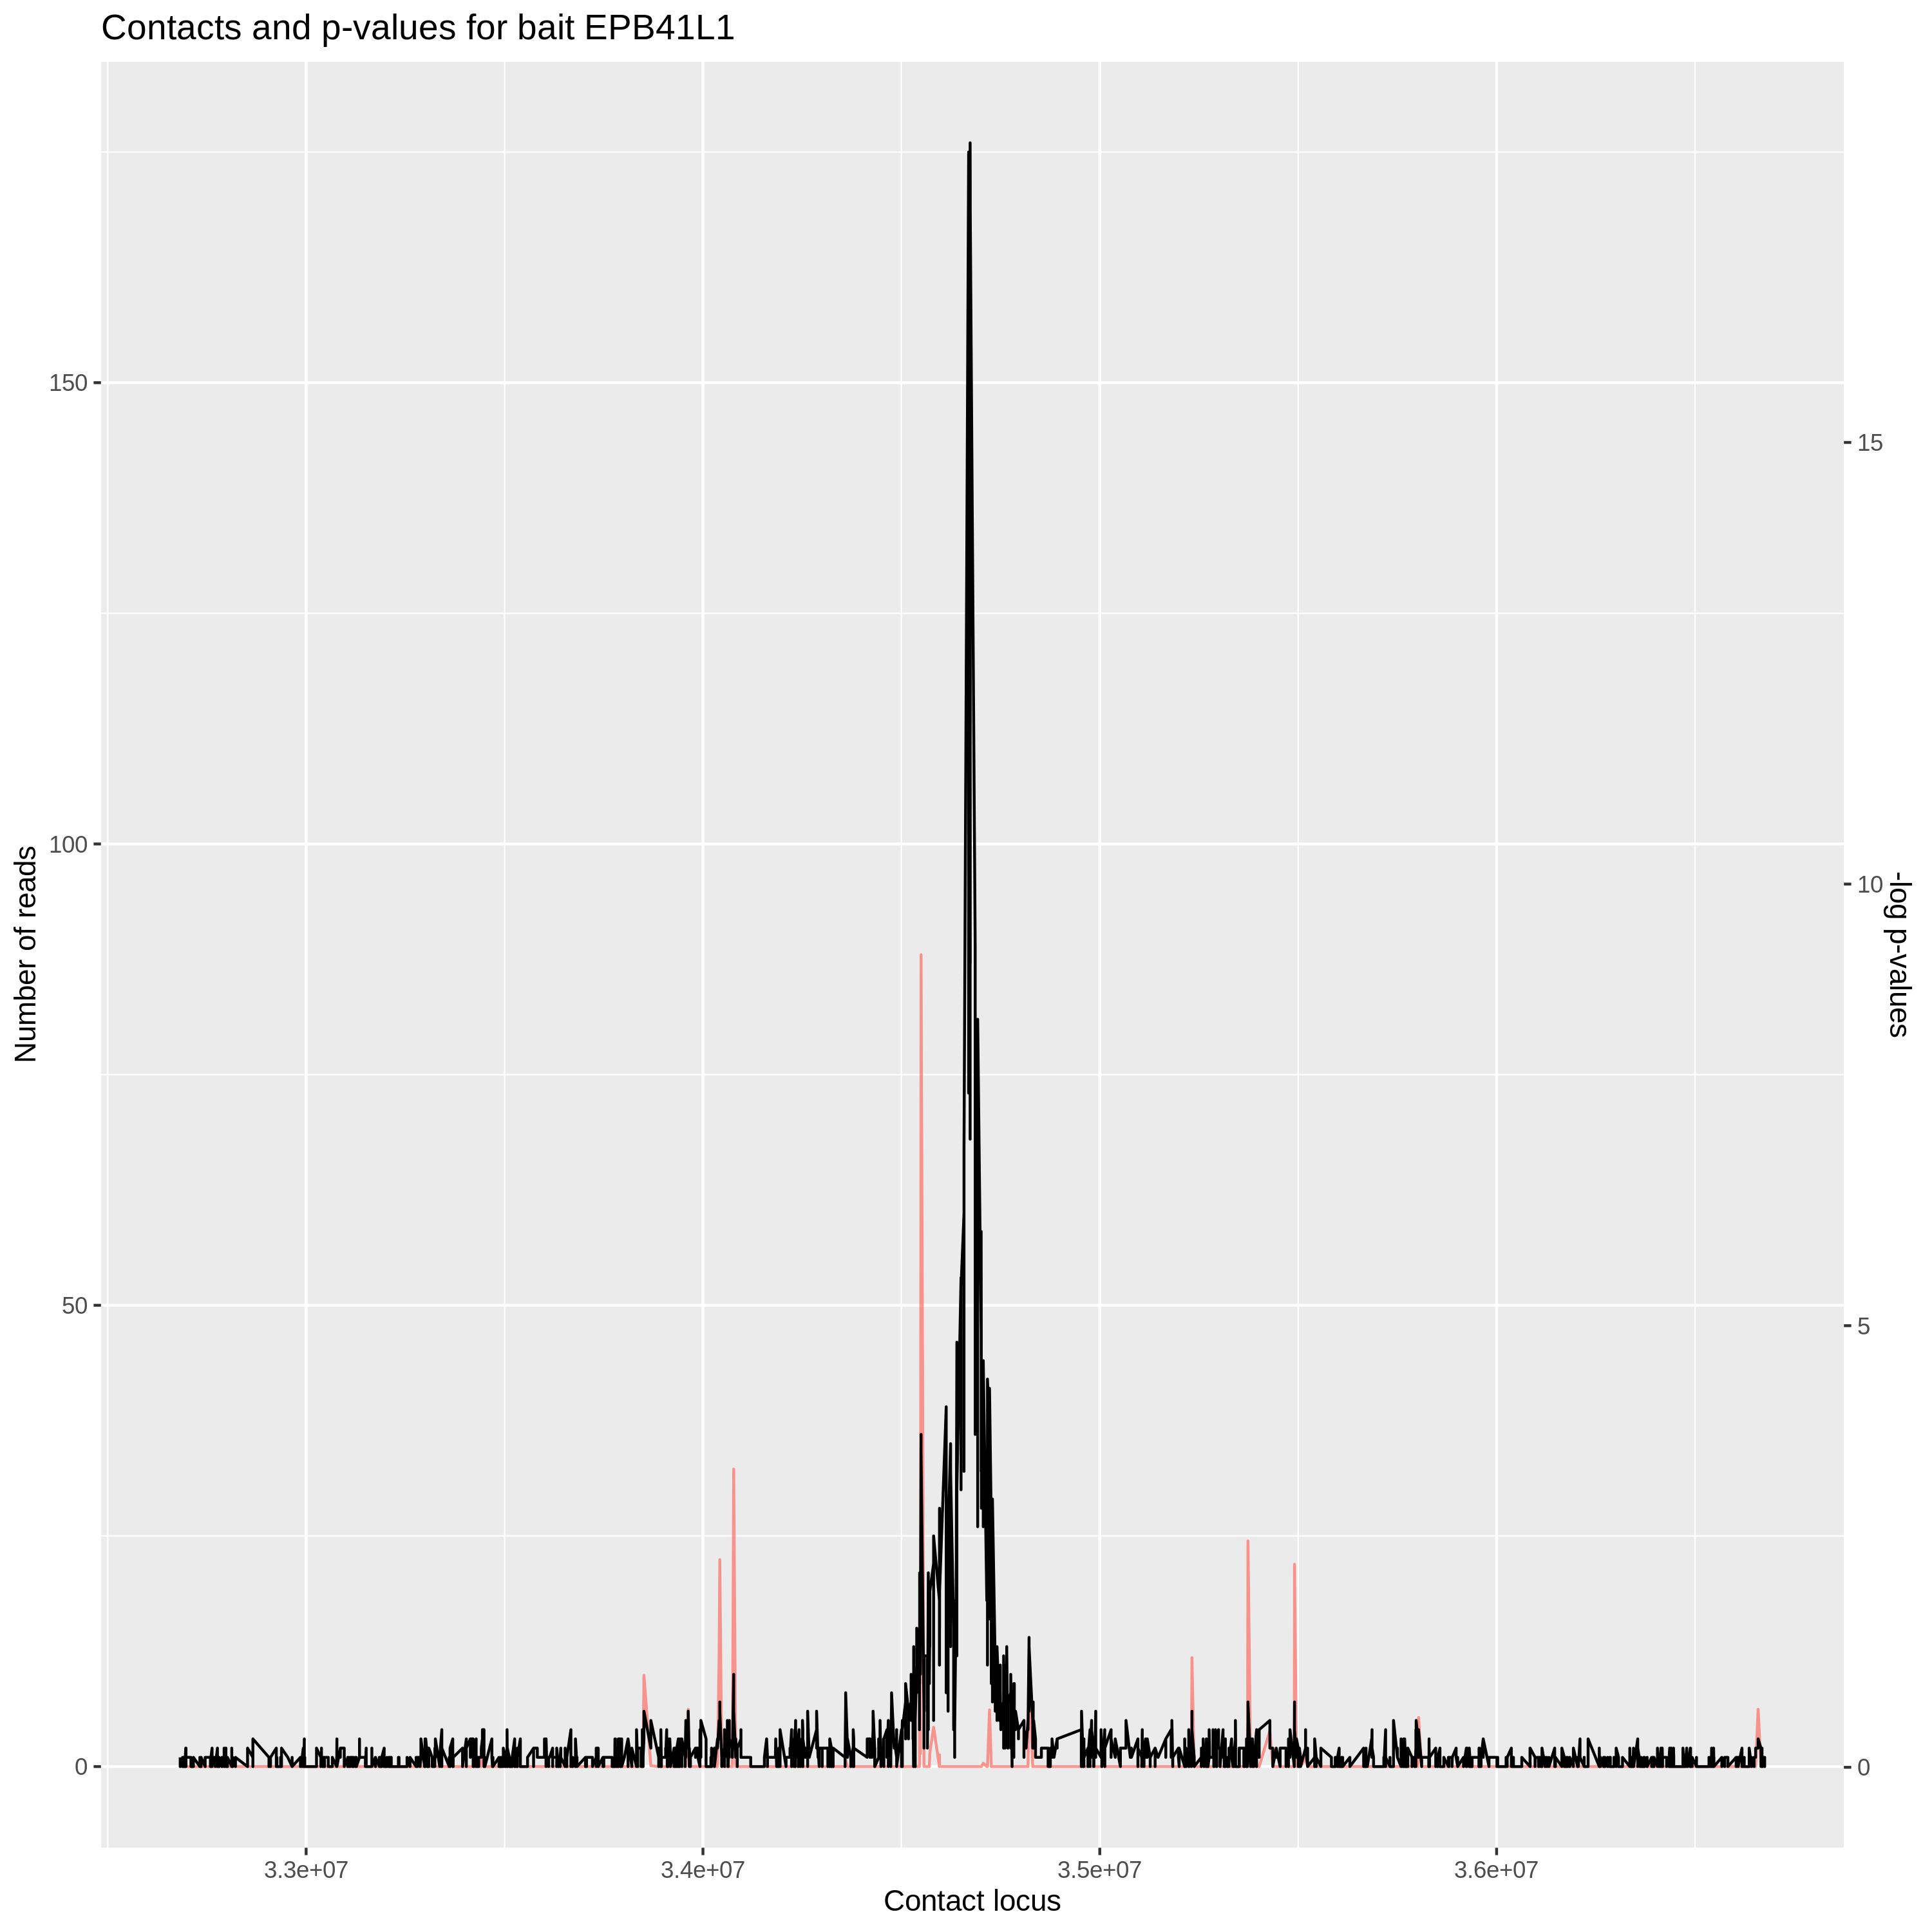 Contacts and p-values for bait EPB41L1
150
100
50
0
Number of reads
15
10
5
0
-log p-values
3.3e+07
3.4e+07
3.5e+07
3.6e+07
Contact locus